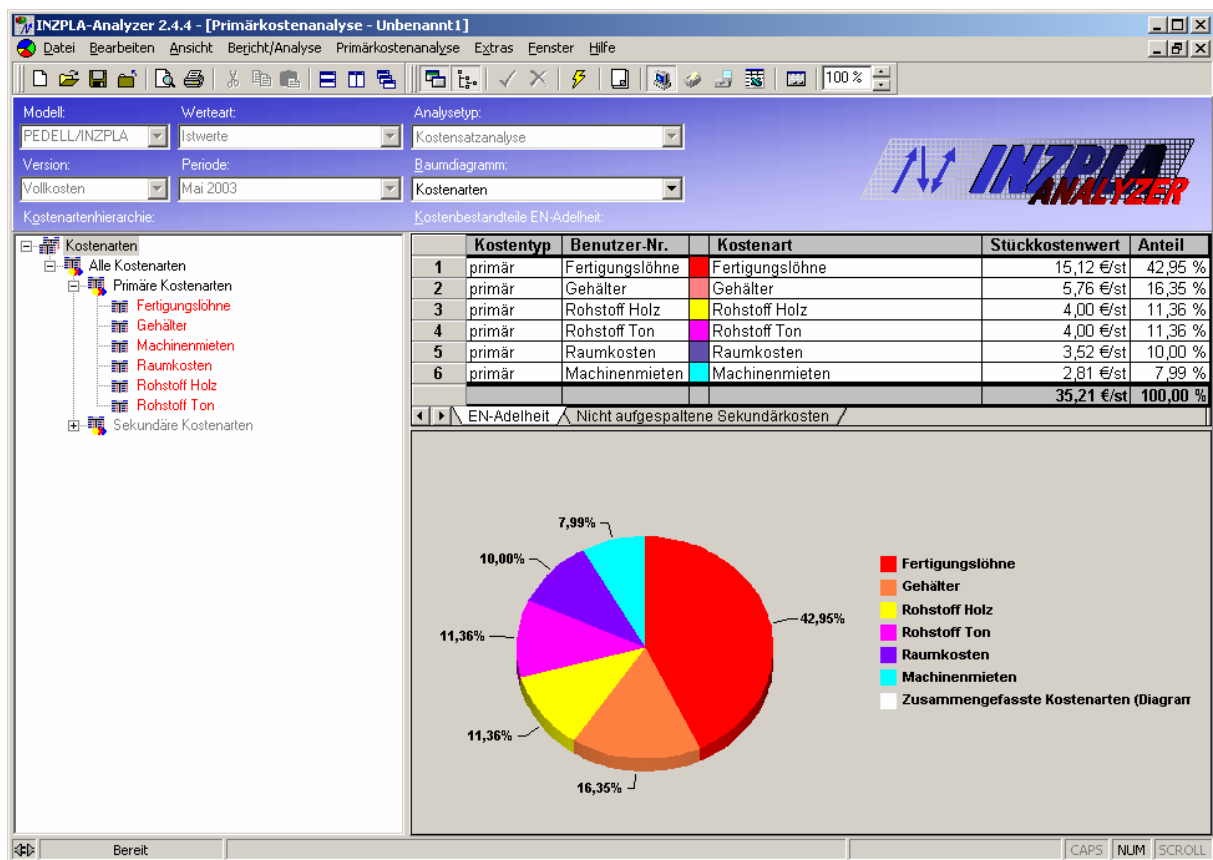 INZPLA-Analyzer 2.4.4 - [Primärkostenanalyse - Unbenannt1]
Datei Bearbeiten Ansicht Bericht/Analyse Primärkostenanalyse Extras Fenster Hilfe
100 %
Modell: Werteart: Analysetyp:
PEDELL/INZPLA Istwerte Kostensatzanalyse
Version: Periode: Baumdiagramm:
Vollkosten Mai 2003 Kostenarten
INZPLA
ANALYZER
Kostenartenhierarchie: Kostenbestandteile EN-Adelheit:
Kostenarten
Alle Kostenarten
Primäre Kostenarten
Fertigungslöhne
Gehälter
Machinenmieten
Raumkosten
Rohstoff Holz
Rohstoff Ton
Sekundäre Kostenarten
Kostentyp Benutzer-Nr. Kostenart Stückkostenwert Anteil
1 primär Fertigungslöhne Fertigungslöhne 15,12 €/st 42,95 %
2 primär Gehälter Gehälter 5,76 €/st 16,35 %
3 primär Rohstoff Holz Rohstoff Holz 4,00 €/st 11,36 %
4 primär Rohstoff Ton Rohstoff Ton 4,00 €/st 11,36 %
5 primär Raumkosten Raumkosten 3,52 €/st 10,00 %
6 primär Machinenmieten Machinenmieten 2,81 €/st 7,99 %
35,21 €/st 100,00 %
EN-Adelheit Nicht aufgespaltene Sekundärkosten
7,99%
10,00%
42,95%
11,36%
11,36%
16,35%
Fertigungslöhne
Gehälter
Rohstoff Holz
Rohstoff Ton
Raumkosten
Machinenmieten
Zusammengefasste Kostenarten (Diagram
Bereit CAPS NUM SCROLL